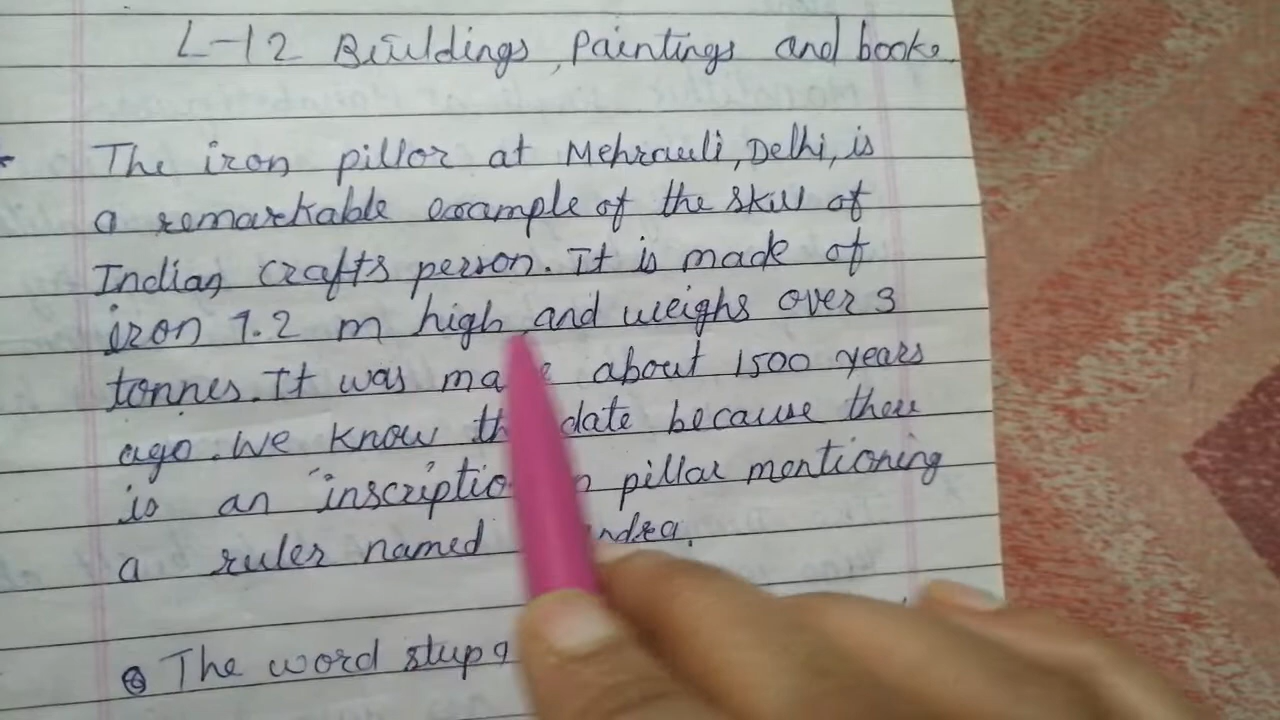 L-12 Buildings, Paintings and books
The iron pillor at Mehrauli, Delhi, is
a remarkable example of the skill of
Indian crafts person. It is made of
iron 7.2 m high and weighs over 3
tonnes. It was about 1500 years
ago. We know date because there
is an pillar mentioning
a ruler named
The word stupa